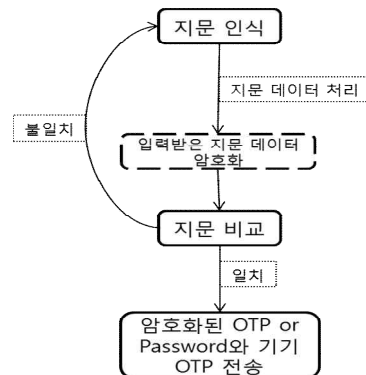 지문 인식
지문 데이터 처리
불일치
입력받은 지문 데이터
암호화
지문 비교
일치
암호화된 OTP or
Password와 기기
OTP 전송